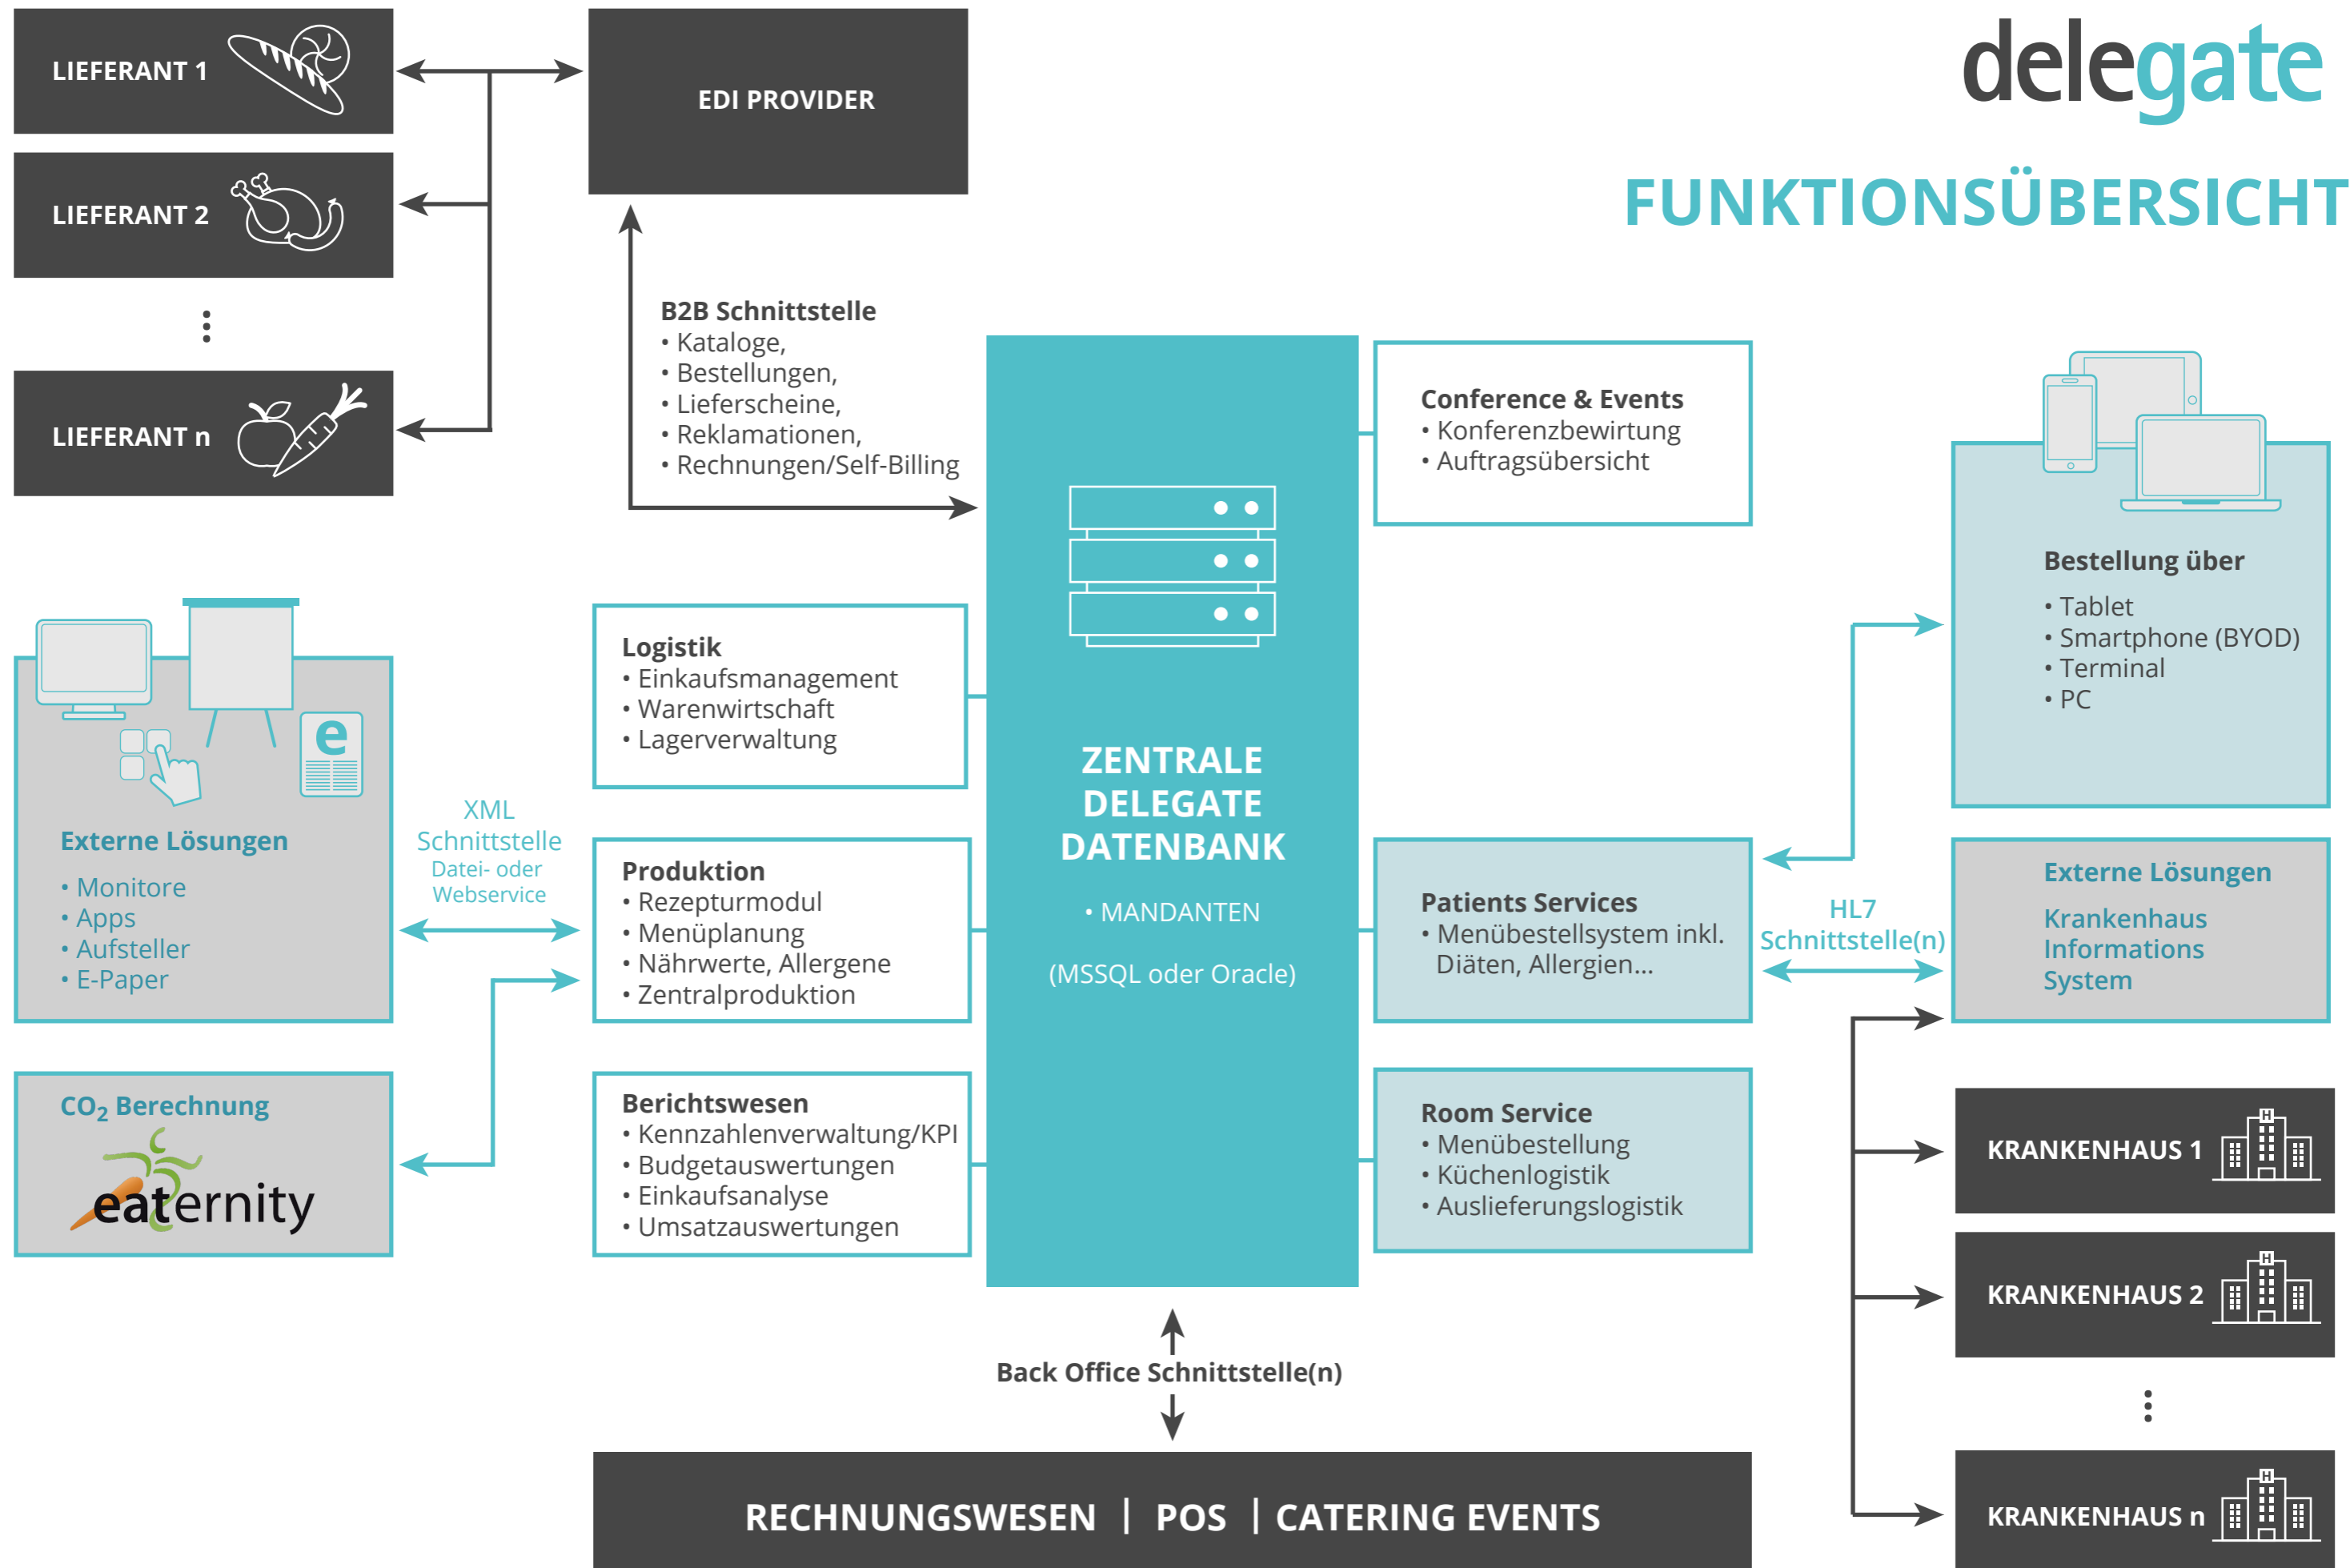 delegate
FUNKTIONSÜBERSICHT
LIEFERANT 1
LIEFERANT 2
LIEFERANT n
EDI PROVIDER
B2B Schnittstelle
• Kataloge,
• Bestellungen,
• Lieferscheine,
• Reklamationen,
• Rechnungen/Self-Billing
Logistik
• Einkaufsmanagement
• Warenwirtschaft
• Lagerverwaltung
e
Externe Lösungen
• Monitore
• Apps
• Aufsteller
• E-Paper
XML
Schnittstelle
Datei- oder
Webservice
Produktion
• Rezepturmodul
• Menüplanung
• Nährwerte, Allergene
• Zentralproduktion
CO₂ Berechnung
eaternity
Berichtswesen
• Kennzahlenverwaltung/KPI
• Budgetauswertungen
• Einkaufsanalyse
• Umsatzauswertungen
ZENTRALE
DELEGATE
DATENBANK
• MANDANTEN
(MSSQL oder Oracle)
Conference & Events
• Konferenzbewirtung
• Auftragsübersicht
Patients Services
• Menübestellsystem inkl.
Diäten, Allergien...
Room Service
• Menübestellung
• Küchenlogistik
• Auslieferungslogistik
Bestellung über
• Tablet
• Smartphone (BYOD)
• Terminal
• PC
HL7
Schnittstelle(n)
Externe Lösungen
Krankenhaus
Informations
System
H
KRANKENHAUS 1
H
KRANKENHAUS 2
H
KRANKENHAUS n
Back Office Schnittstelle(n)
RECHNUNGSWESEN | POS | CATERING EVENTS